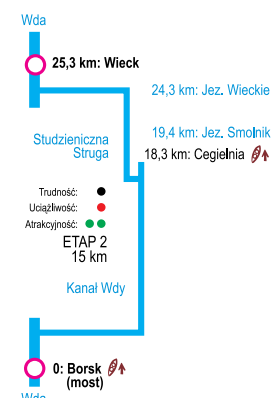 Wda
25,3 km: Wieck
24,3 km: Jez. Wieckie
Studzieniczna
Struga
19,4 km: Jez. Smolnik
18,3 km: Cegielnia
Trudność:
Uciążliwość:
Atrakcyjność:
ETAP 2
15 km
Kanał Wdy
0: Borsk
(most)
Wda